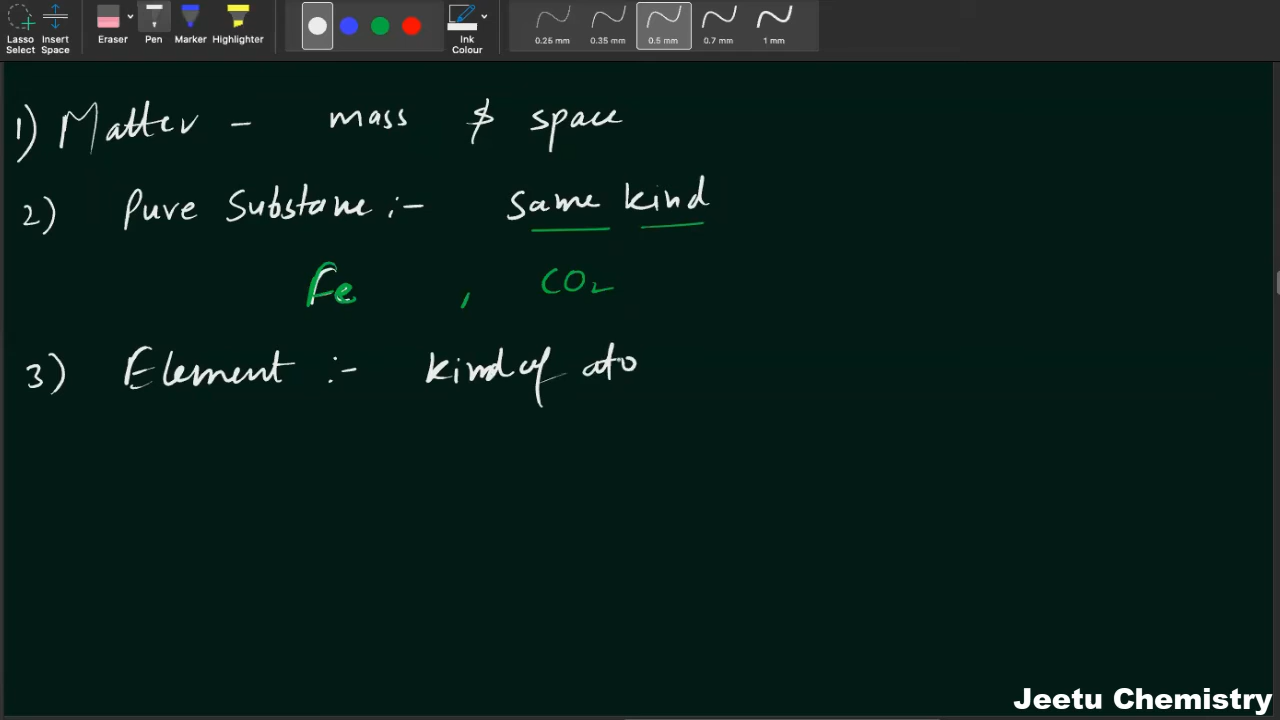 Lasso Select Insert Space Eraser Pen Marker Highlighter Ink Colour 0.25 mm 0.35 mm 0.5 mm 0.7 mm 1 mm
1) Matter - mass & space
2) Pure Substane :- Same kind
Fe , CO₂
3) Element :- kind of ato
Jeetu Chemistry